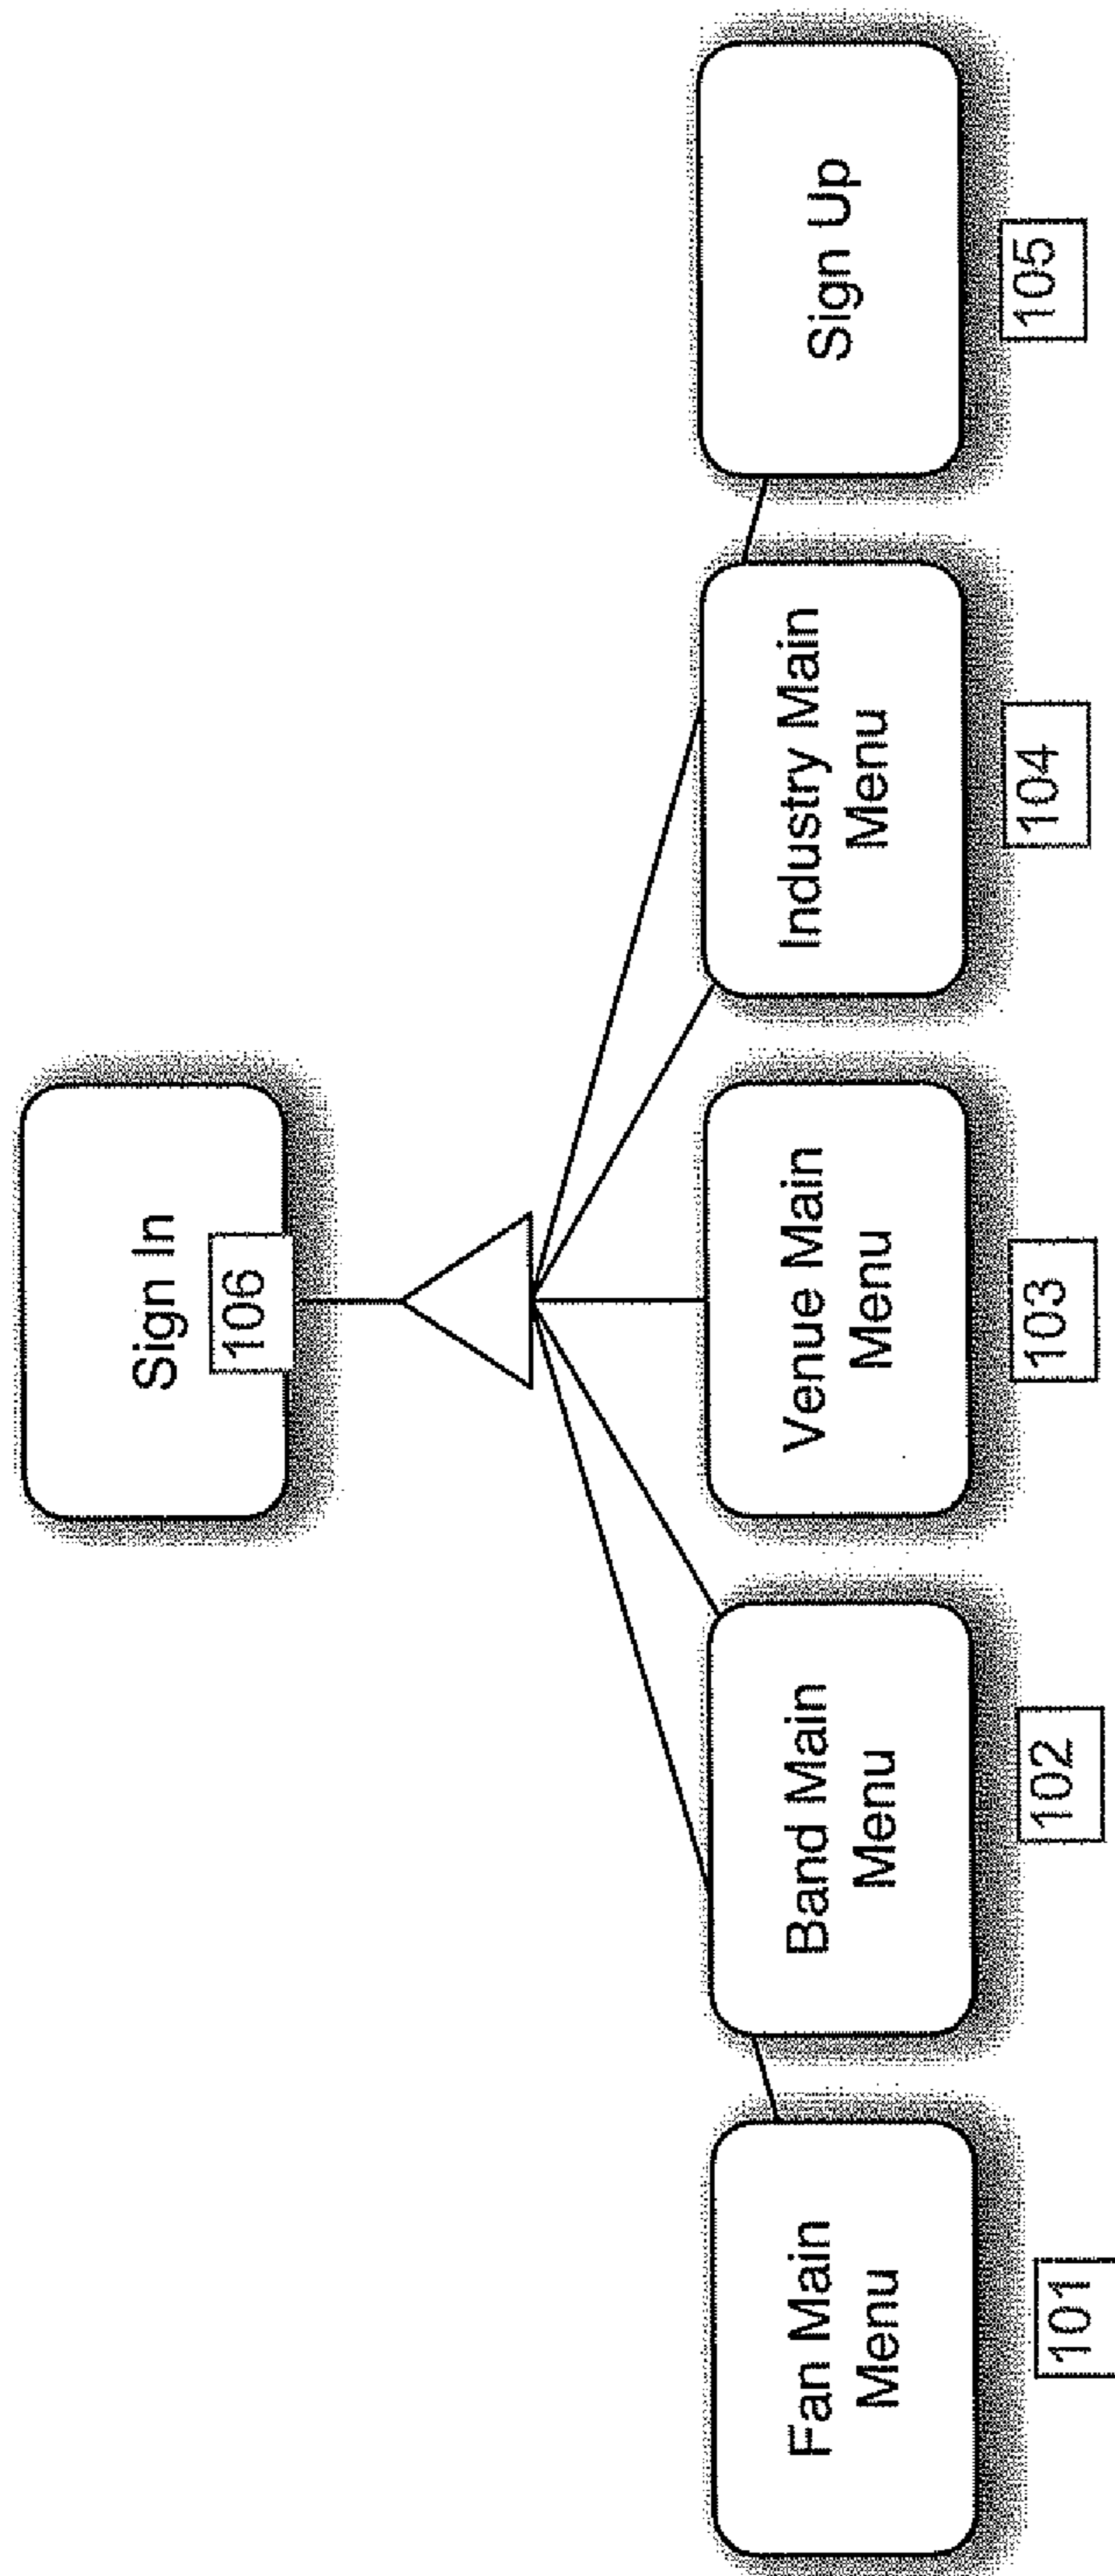 Sign In
106
Fan Main
Menu
Band Main
Menu
Venue Main
Menu
Industry Main
Menu
Sign Up
101
102
103
104
105